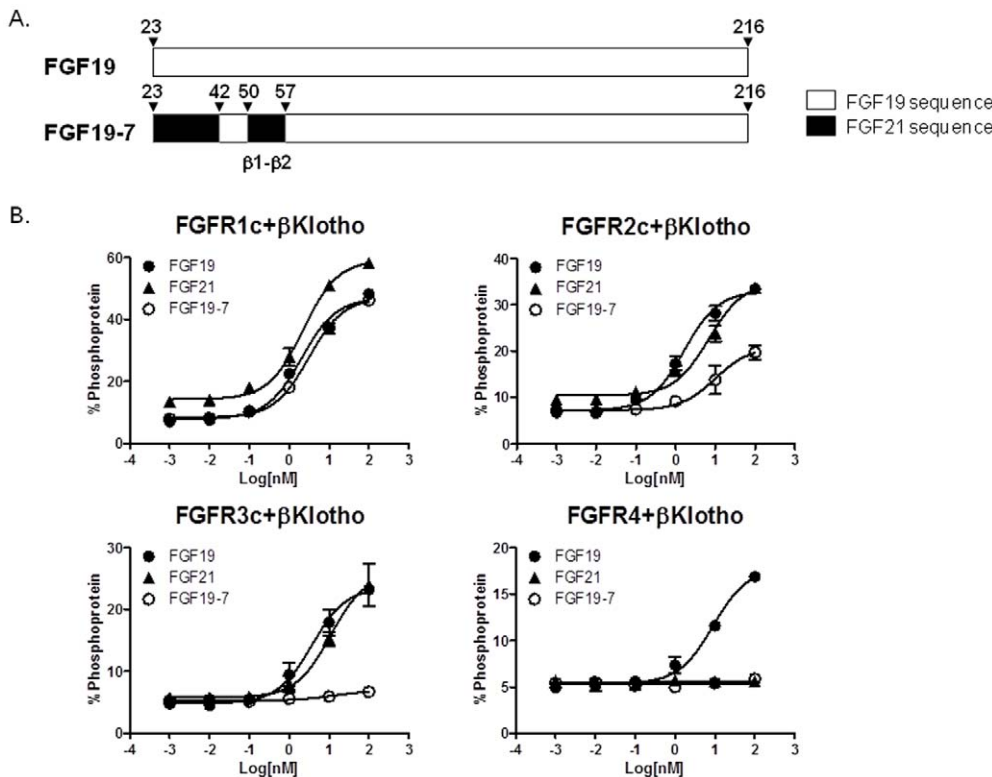 A.
23 216
FGF19
23 42 50 57 216
FGF19-7
β1-β2
FGF19 sequence
FGF21 sequence
B.
FGFR1c+βKlotho
% Phosphoprotein
60
40
20
0
FGF19
FGF21
FGF19-7
-4 -3 -2 -1 0 1 2 3
Log[nM]
FGFR2c+βKlotho
% Phosphoprotein
40
30
20
10
0
FGF19
FGF21
FGF19-7
-4 -3 -2 -1 0 1 2 3
Log[nM]
FGFR3c+βKlotho
% Phosphoprotein
30
20
10
0
FGF19
FGF21
FGF19-7
-4 -3 -2 -1 0 1 2 3
Log[nM]
FGFR4+βKlotho
% Phosphoprotein
20
15
10
5
0
FGF19
FGF21
FGF19-7
-4 -3 -2 -1 0 1 2 3
Log[nM]